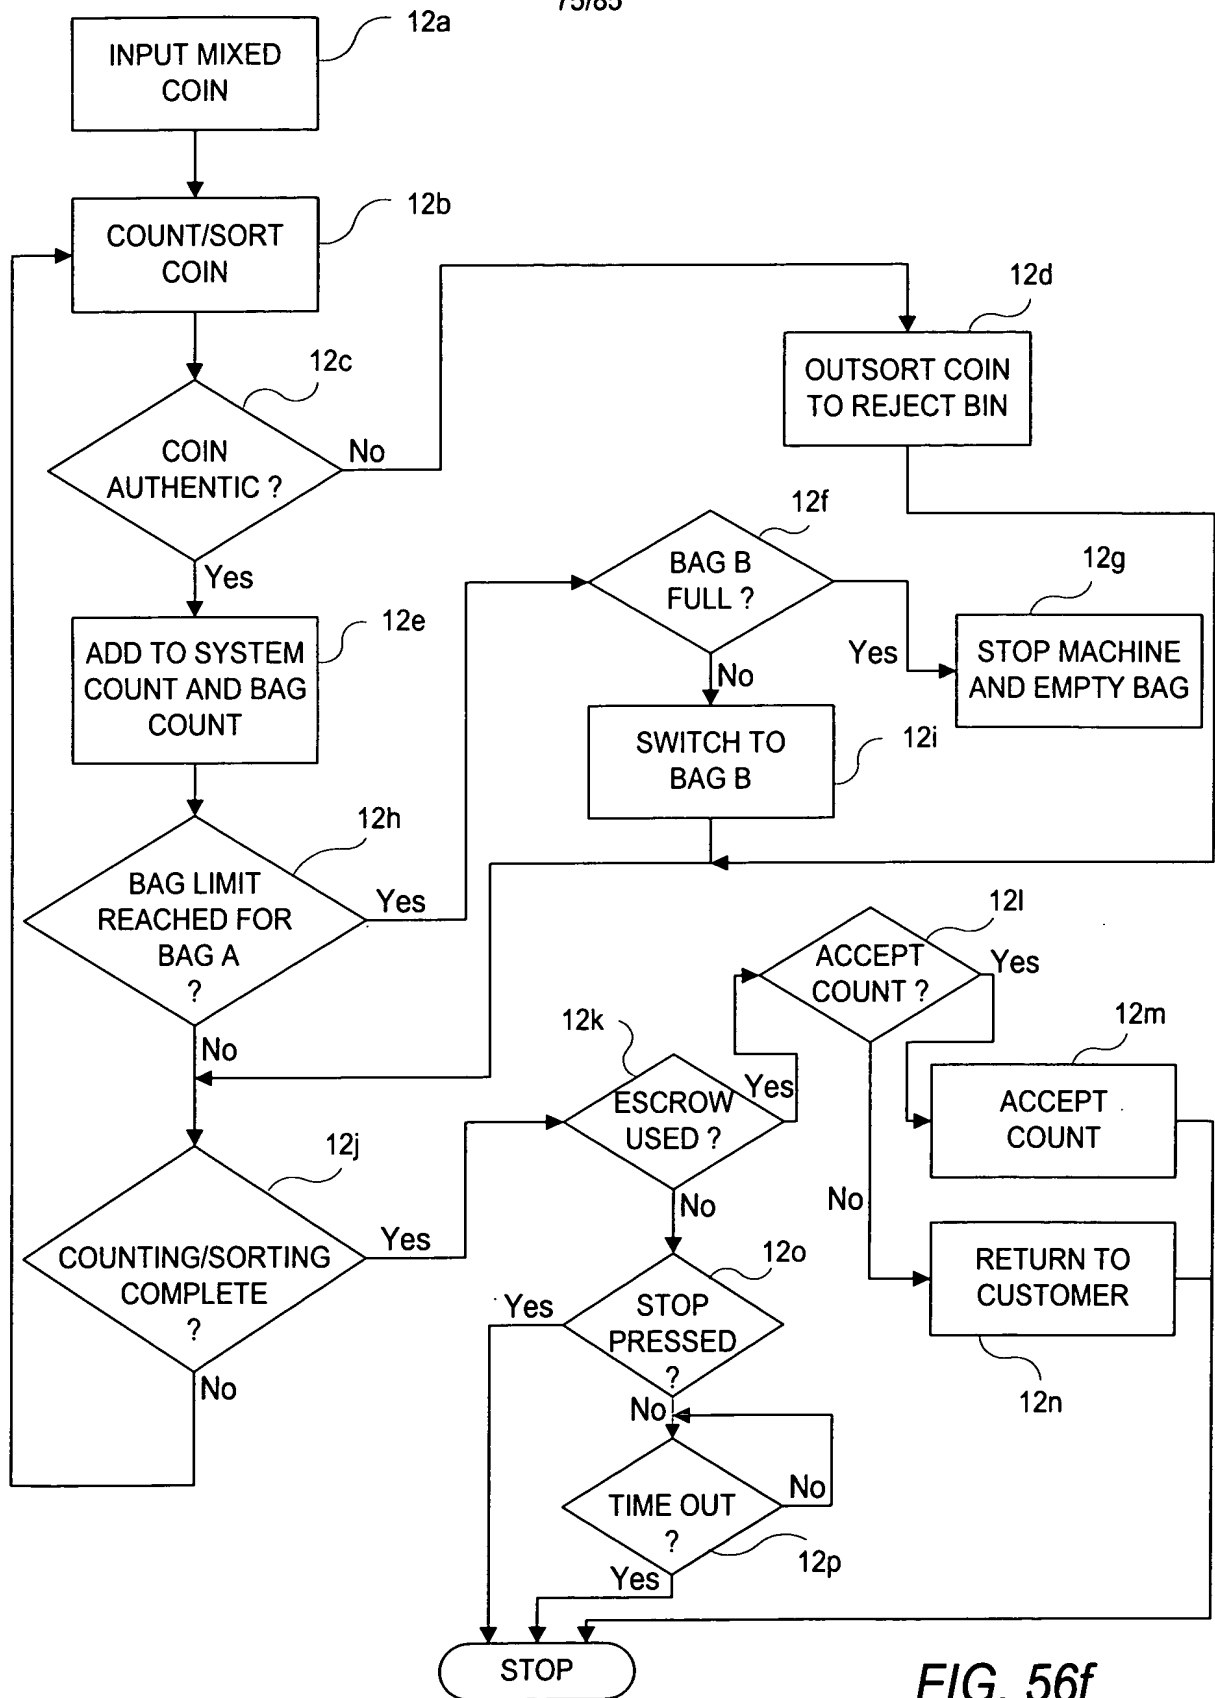 75/85
12a
INPUT MIXED
COIN
12b
COUNT/SORT
COIN
12c
COIN
AUTHENTIC ?
No
Yes
12d
OUTSORT COIN
TO REJECT BIN
12e
ADD TO SYSTEM
COUNT AND BAG
COUNT
12f
BAG B
FULL ?
Yes
No
12g
STOP MACHINE
AND EMPTY BAG
12i
SWITCH TO
BAG B
12h
BAG LIMIT
REACHED FOR
BAG A
?
Yes
No
12j
COUNTING/SORTING
COMPLETE
?
Yes
No
12k
ESCROW
USED ?
Yes
No
12l
ACCEPT
COUNT ?
Yes
No
12m
ACCEPT
COUNT
RETURN TO
CUSTOMER
12n
12o
STOP
PRESSED
?
Yes
No
TIME OUT
?
No
12p
Yes
STOP
FIG. 56f